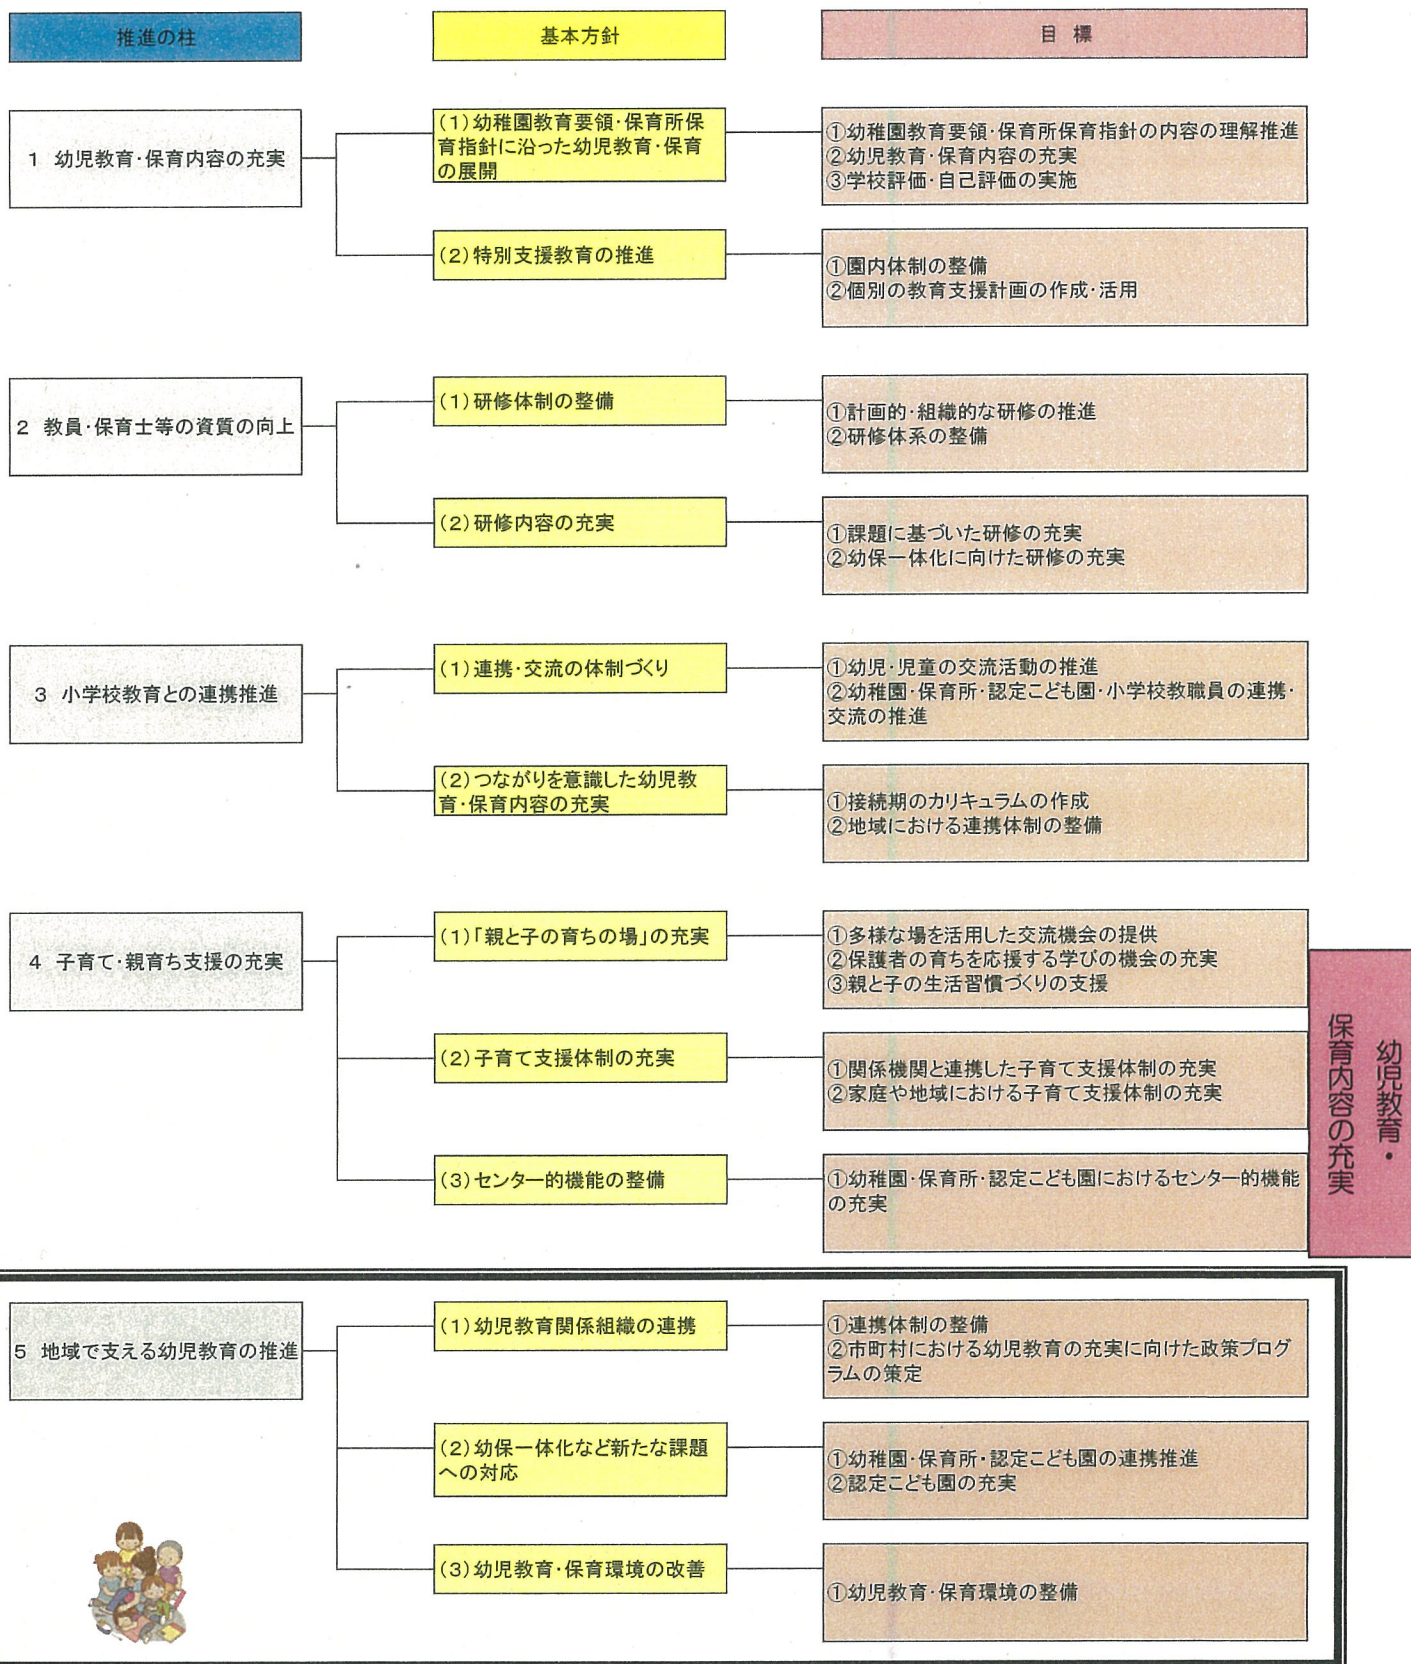 推進の柱
基本方針
目 標
1 幼児教育・保育内容の充実
(1)幼稚園教育要領・保育所保
育指針に沿った幼児教育・保育
の展開
①幼稚園教育要領・保育所保育指針の内容の理解推進
②幼児教育・保育内容の充実
③学校評価・自己評価の実施
(2)特別支援教育の推進
①園内体制の整備
②個別の教育支援計画の作成・活用
2 教員・保育士等の資質の向上
(1)研修体制の整備
①計画的・組織的な研修の推進
②研修体系の整備
(2)研修内容の充実
①課題に基づいた研修の充実
②幼保一体化に向けた研修の充実
3 小学校教育との連携推進
(1)連携・交流の体制づくり
①幼児・児童の交流活動の推進
②幼稚園・保育所・認定こども園・小学校教職員の連携・
交流の推進
(2)つながりを意識した幼児教
育・保育内容の充実
①接続期のカリキュラムの作成
②地域における連携体制の整備
4 子育て・親育ち支援の充実
(1)「親と子の育ちの場」の充実
①多様な場を活用した交流機会の提供
②保護者の育ちを応援する学びの機会の充実
③親と子の生活習慣づくりの支援
(2)子育て支援体制の充実
①関係機関と連携した子育て支援体制の充実
②家庭や地域における子育て支援体制の充実
(3)センター的機能の整備
①幼稚園・保育所・認定こども園におけるセンター的機能
の充実
幼児教育・
保育内容の充実
5 地域で支える幼児教育の推進
(1)幼児教育関係組織の連携
①連携体制の整備
②市町村における幼児教育の充実に向けた政策プログ
ラムの策定
(2)幼保一体化など新たな課題
への対応
①幼稚園・保育所・認定こども園の連携推進
②認定こども園の充実
(3)幼児教育・保育環境の改善
①幼児教育・保育環境の整備